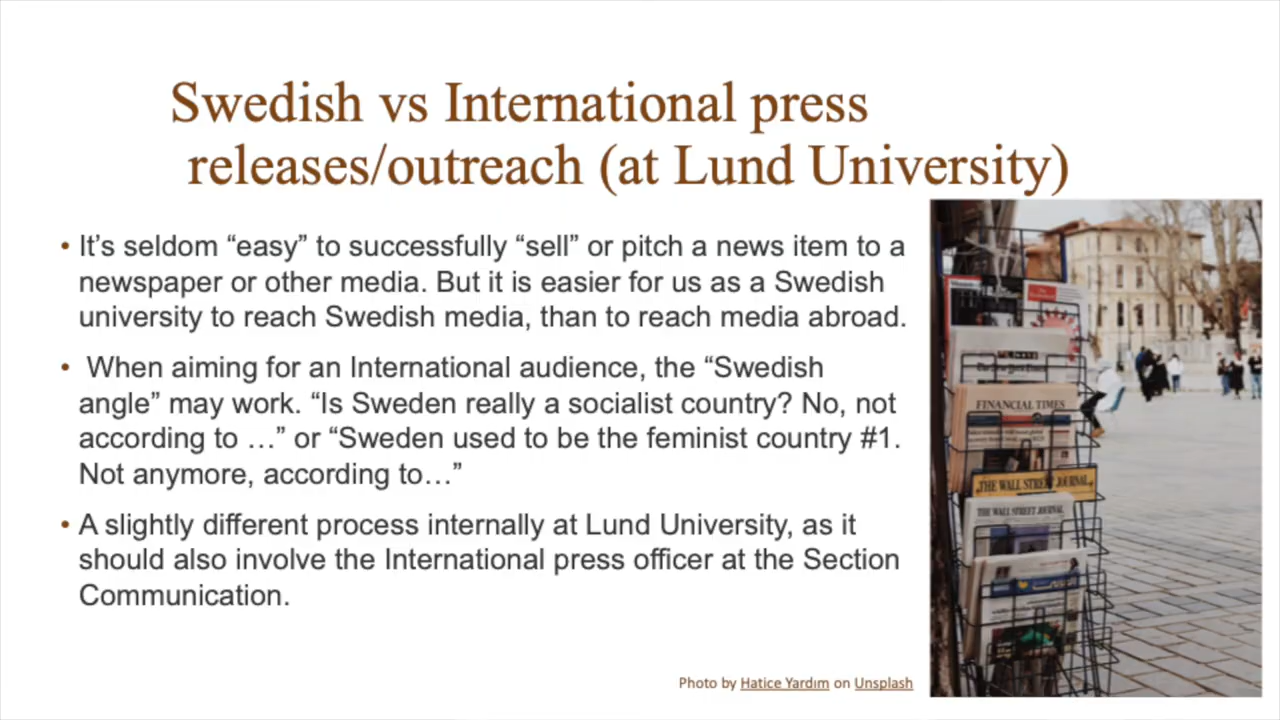 Swedish vs International press
releases/outreach (at Lund University)
• It’s seldom “easy” to successfully “sell” or pitch a news item to a
newspaper or other media. But it is easier for us as a Swedish
university to reach Swedish media, than to reach media abroad.
• When aiming for an International audience, the “Swedish
angle” may work. “Is Sweden really a socialist country? No, not
according to …” or “Sweden used to be the feminist country #1.
Not anymore, according to…”
• A slightly different process internally at Lund University, as it
should also involve the International press officer at the Section
Communication.
FINANCIAL TIMES
THE WALL STREET JOURNAL.
THE WALL STREET JOURNAL.
Photo by Hatice Yardım on Unsplash